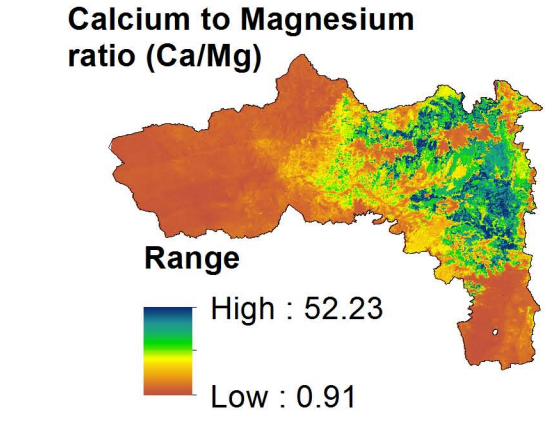 Calcium to Magnesium
ratio (Ca/Mg)
Range
High : 52.23
Low : 0.91